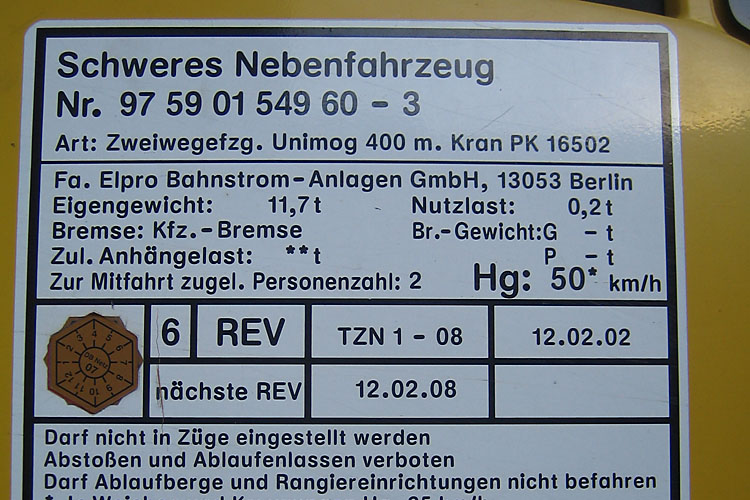 Schweres Nebenfahrzeug
Nr. 97 59 01 549 60 - 3
Art: Zweiwegefzg. Unimog 400 m. Kran PK 16502
Fa. Elpro Bahnstrom-Anlagen GmbH, 13053 Berlin
Eigengewicht: 11,7 t Nutzlast: 0,2 t
Bremse: Kfz.-Bremse Br.-Gewicht:G - t
Zul. Anhängelast: ** t P - t
Zur Mitfahrt zugel. Personenzahl: 2 Hg: 50* km/h
6 REV TZN 1 - 08 12.02.02
nächste REV 12.02.08
07
Darf nicht in Züge eingestellt werden
Abstoßen und Ablaufenlassen verboten
Darf Ablaufberge und Rangiereinrichtungen nicht befahren